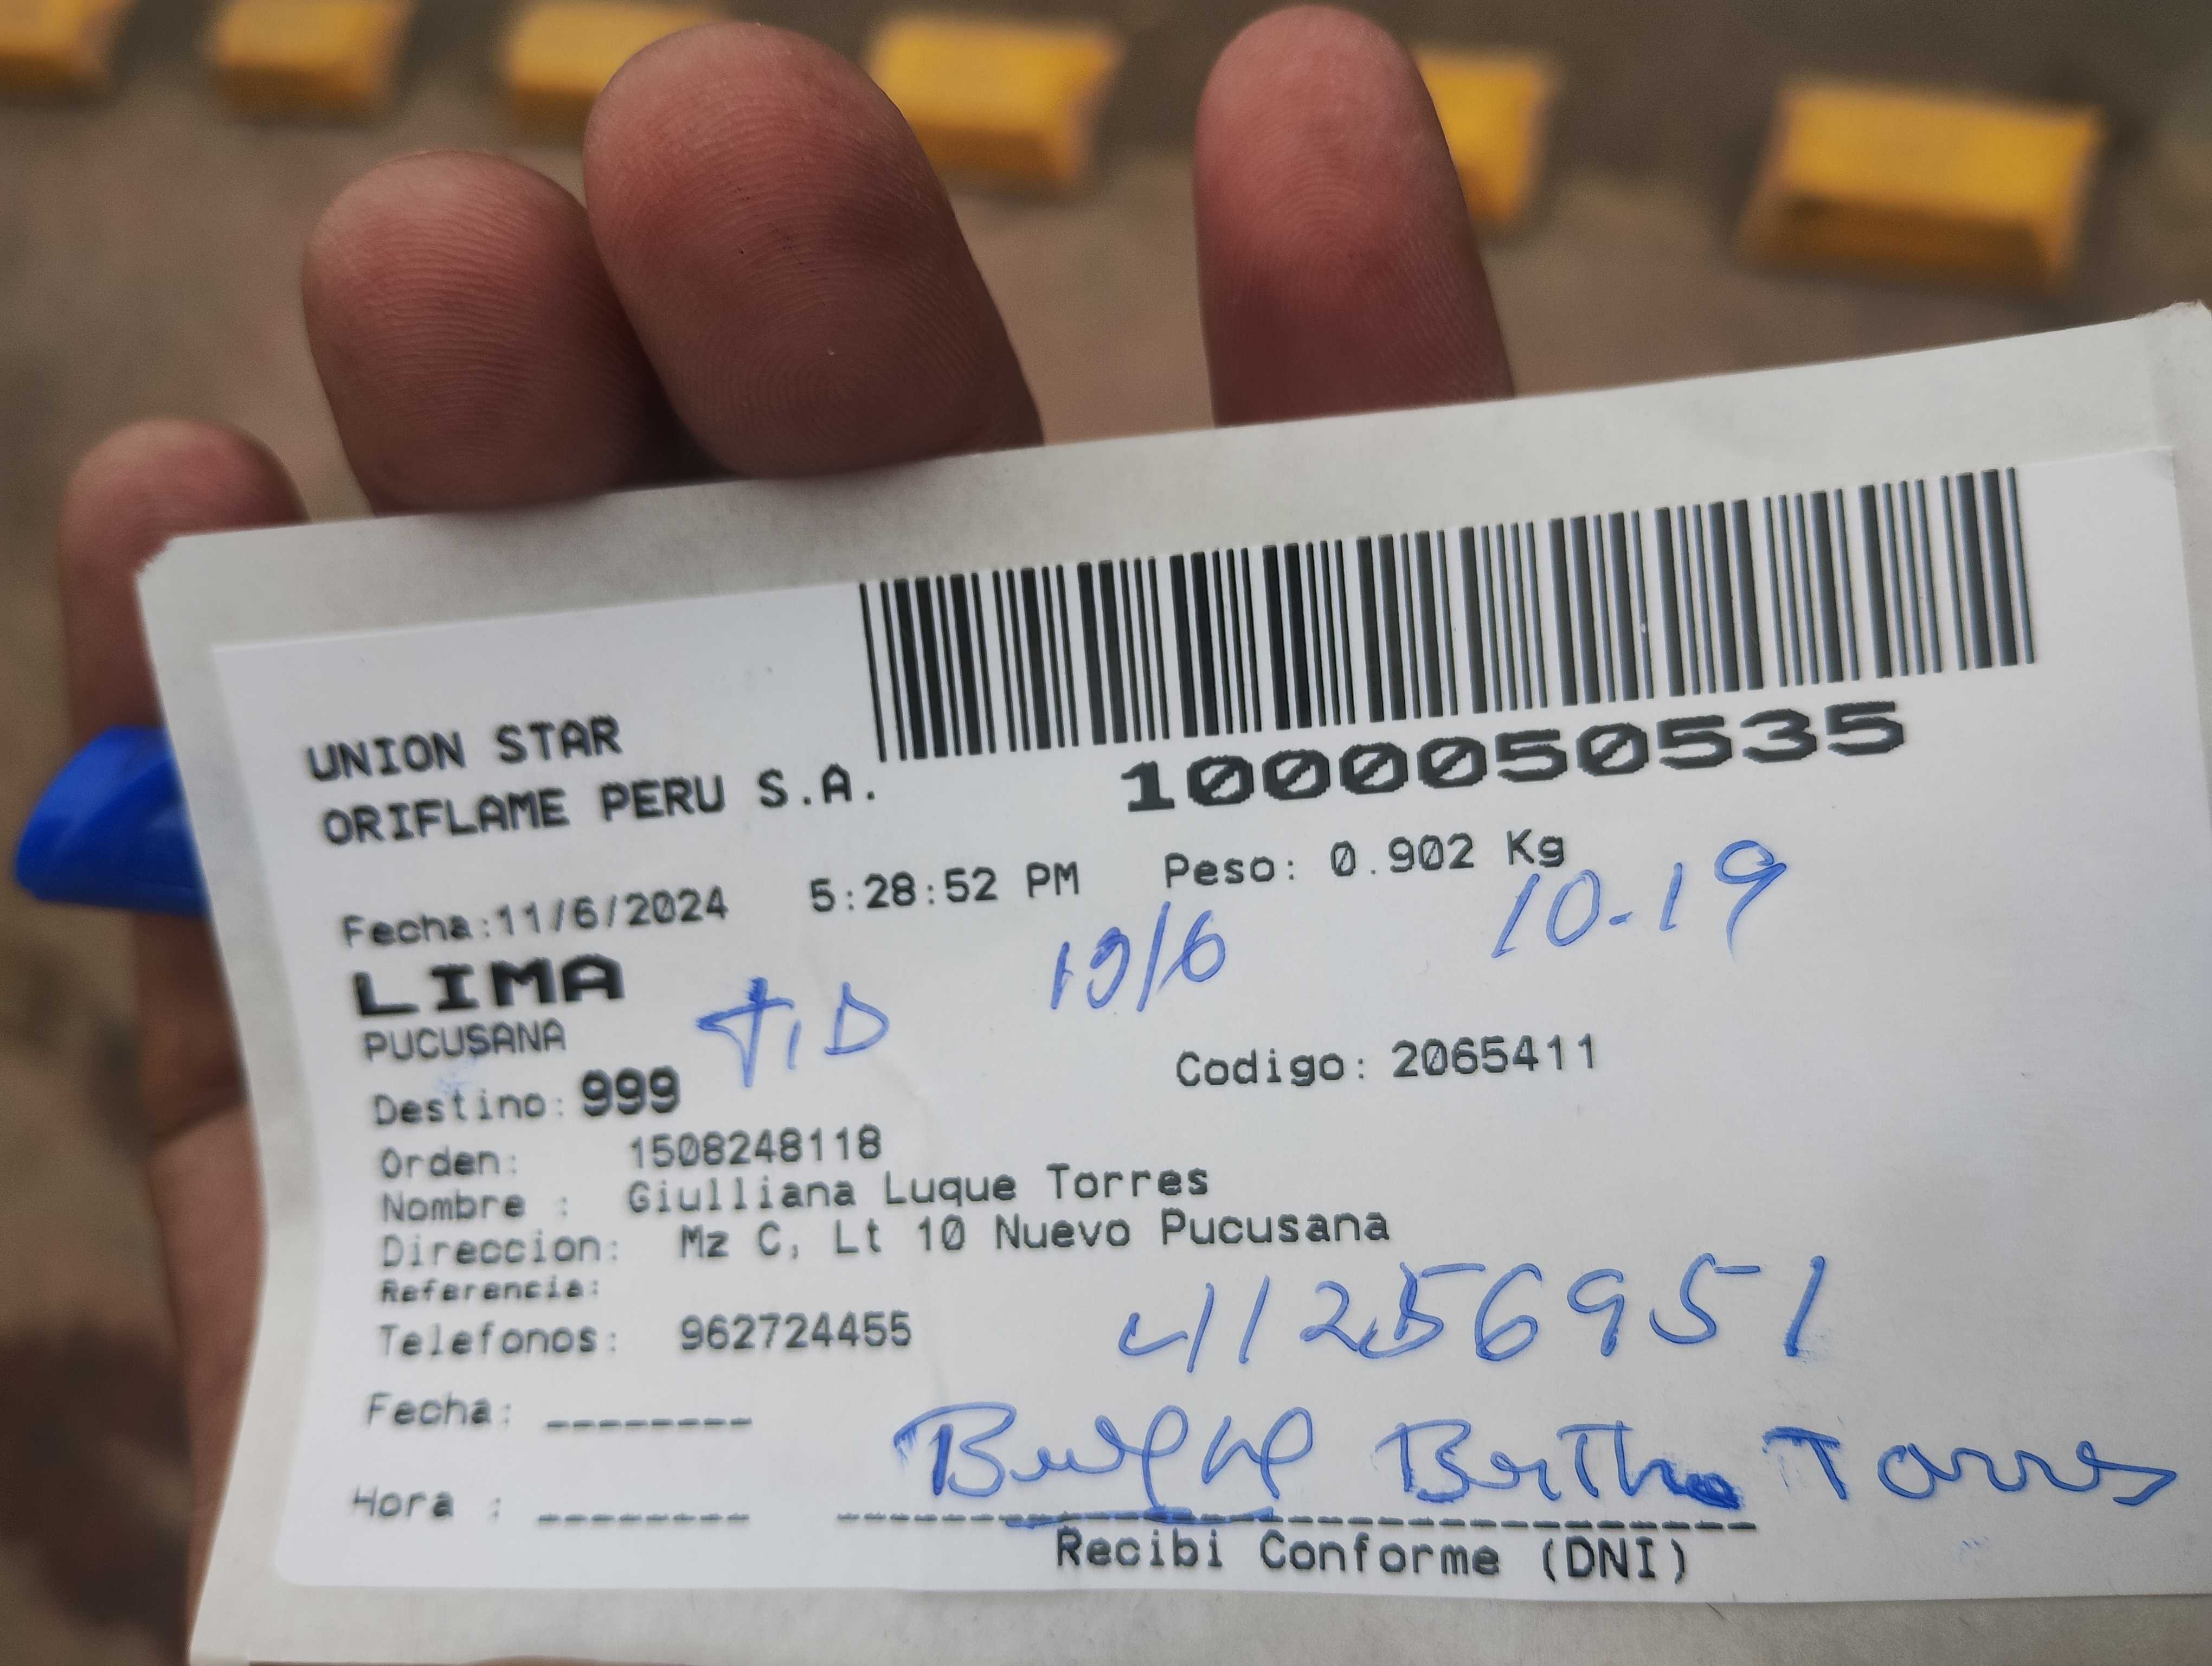 1000050535
UNION STAR
ORIFLAME PERU S.A.
Fecha:11/6/2024 5:28:52 PM Peso: 0.902 Kg
10-19
LIMA
PUCUSANA
Destino: 999
Codigo: 2065411
Orden: 1508248118
Nombre : Giulliana Luque Torres
Direccion: Mz C, Lt 10 Nuevo Pucusana
Referencia:
Telefonos: 962724455
41256951
Fecha: --------
Bertha Torres
Hora : --------
Recibi Conforme (DNI)